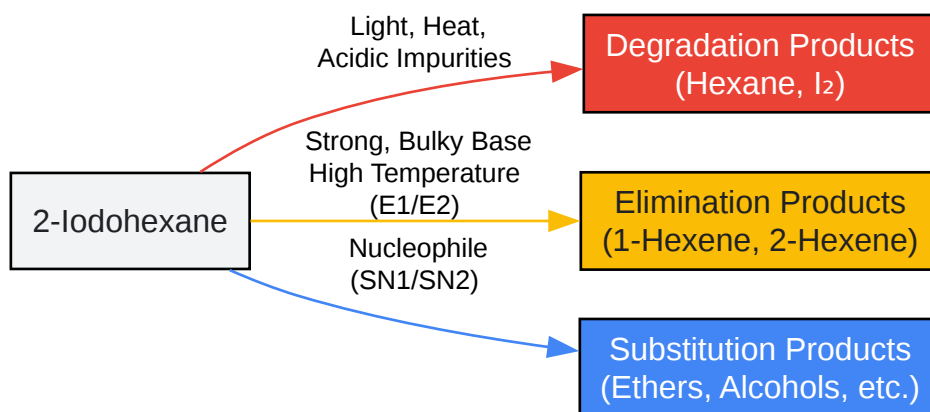 Light, Heat,
Acidic Impurities
Degradation Products
(Hexane, I₂)
Strong, Bulky Base
High Temperature
(E1/E2)
2-Iodohexane
Elimination Products
(1-Hexene, 2-Hexene)
Nucleophile
(SN1/SN2)
Substitution Products
(Ethers, Alcohols, etc.)